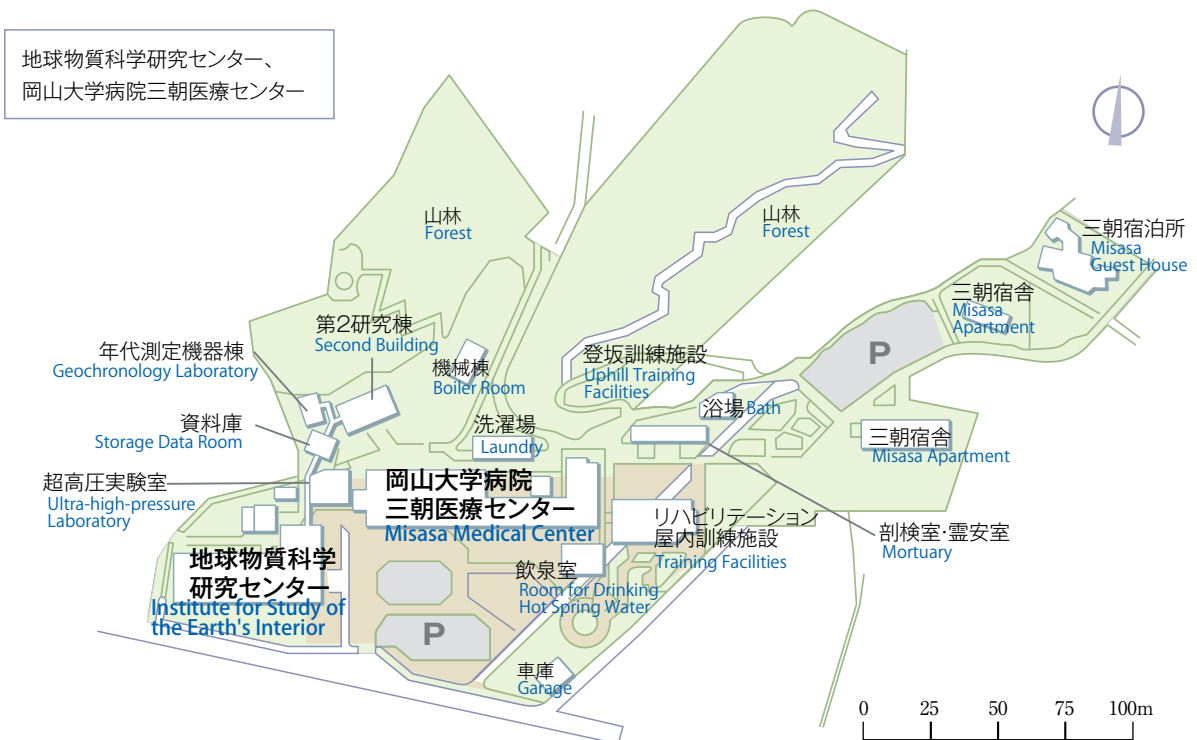 地球物質科学研究センター、
岡山大学病院三朝医療センター
山林
Forest
山林
Forest
三朝宿泊所
Misasa
Guest House
三朝宿舎
Misasa
Apartment
第2研究棟
Second Building
年代測定機器棟
Geochronology Laboratory
機械棟
Boiler Room
登坂訓練施設
Uphill Training
Facilities
P
浴場 Bath
資料庫
Storage Data Room
洗濯場
Laundry
三朝宿舎
Misasa Apartment
超高圧実験室
Ultra-high-pressure
Laboratory
岡山大学病院
三朝医療センター
Misasa Medical Center
リハビリテーション
屋内訓練施設
Training Facilities
剖検室・霊安室
Mortuary
地球物質科学
研究センター
Institute for Study of
the Earth's Interior
飲泉室
Room for Drinking
Hot Spring Water
P
車庫
Garage
0 25 50 75 100m